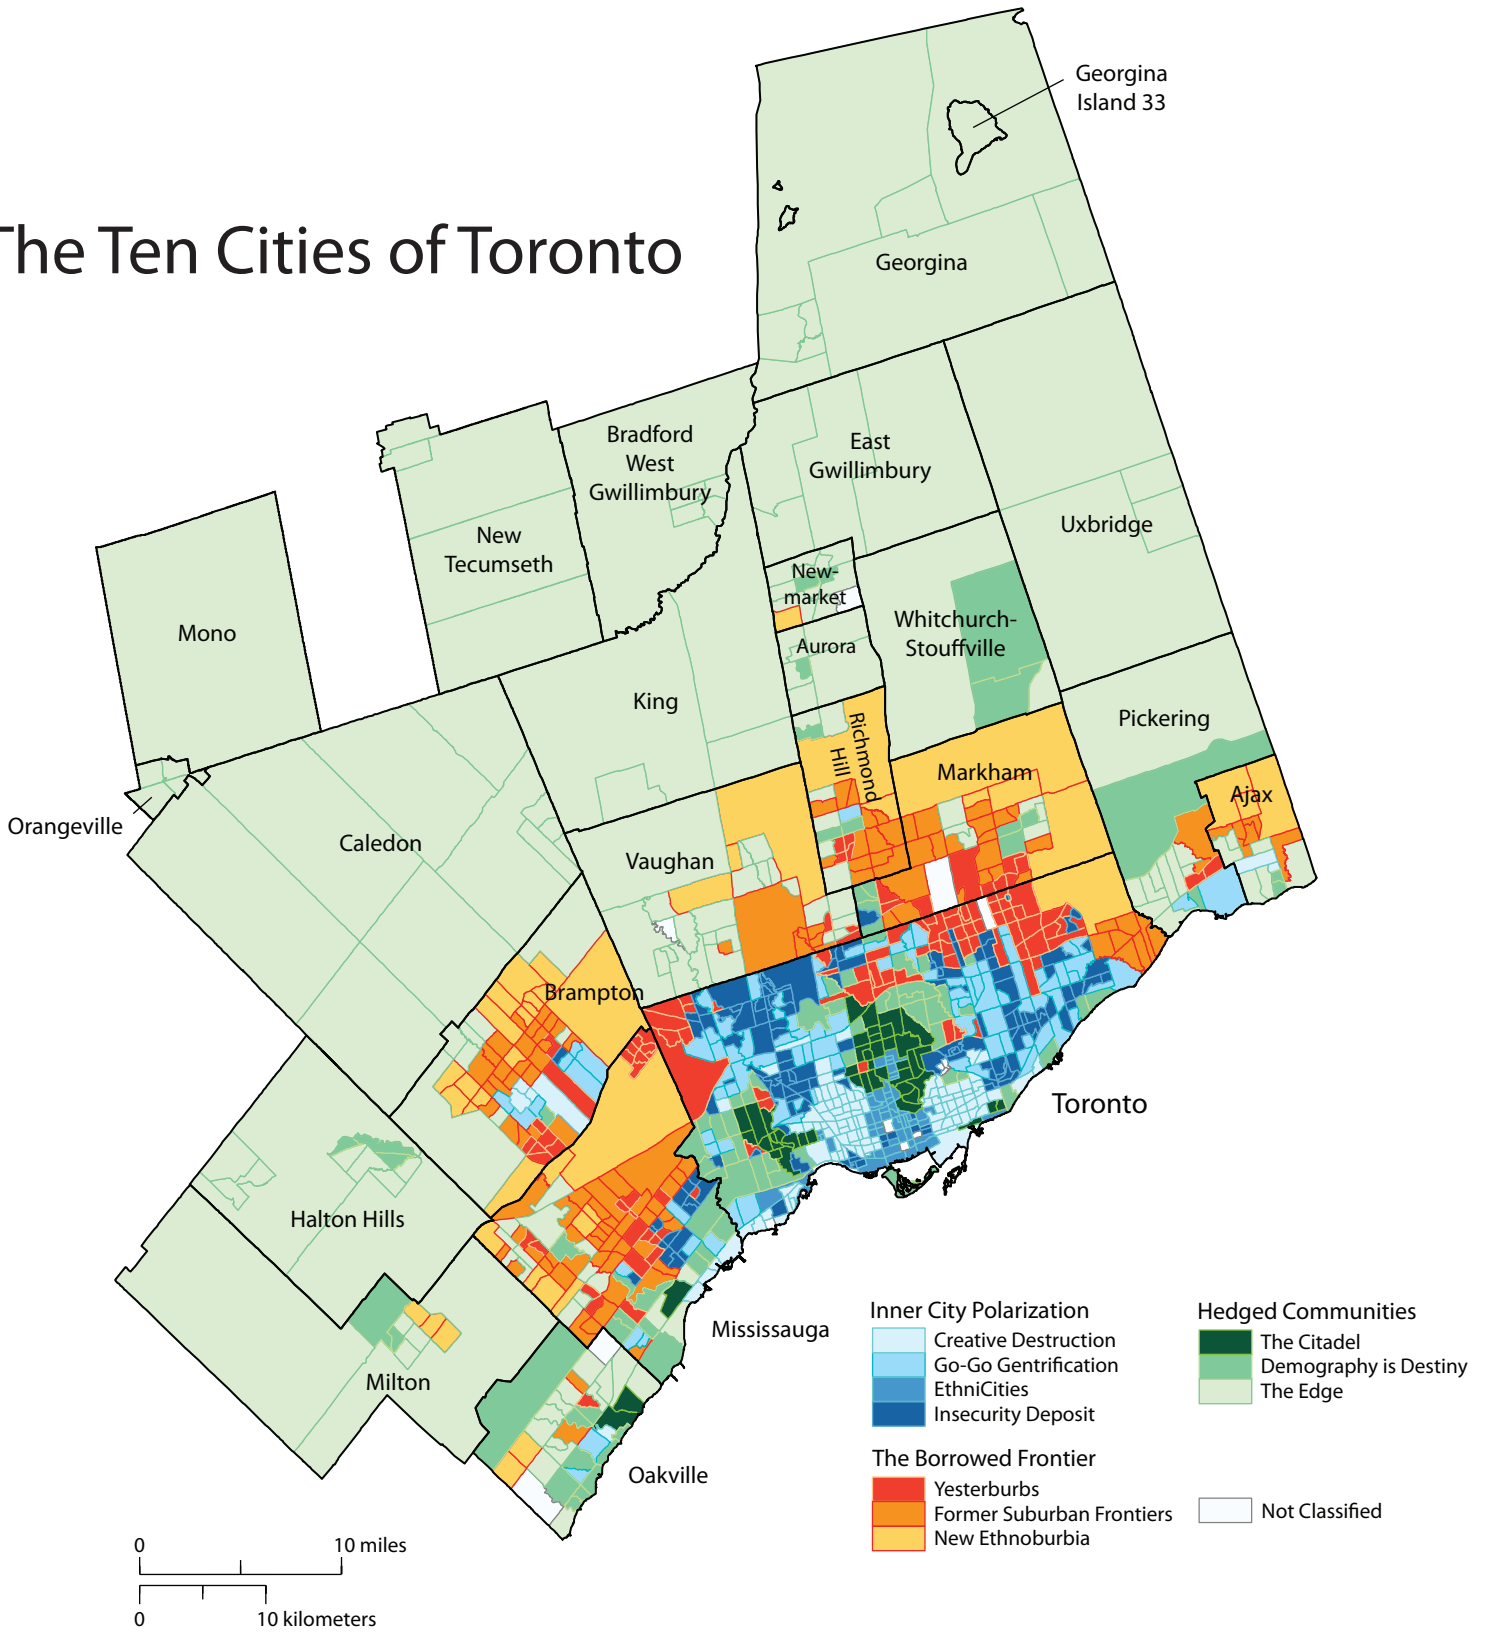 The Ten Cities of Toronto
Georgina
Island 33
Georgina
Bradford
West
Gwillimbury
East
Gwillimbury
New
Tecumseth
Uxbridge
Mono
New-
market
Whitchurch-
Stouffville
Aurora
King
Pickering
Richmond
Hill
Markham
Ajax
Orangeville
Caledon
Vaughan
Brampton
Toronto
Halton Hills
Mississauga
Milton
Oakville
Inner City Polarization
Creative Destruction
Go-Go Gentrification
EthniCities
Insecurity Deposit
The Borrowed Frontier
Yesterburbs
Former Suburban Frontiers
New Ethnoburbia
Hedged Communities
The Citadel
Demography is Destiny
The Edge
Not Classified
0 10 miles
0 10 kilometers